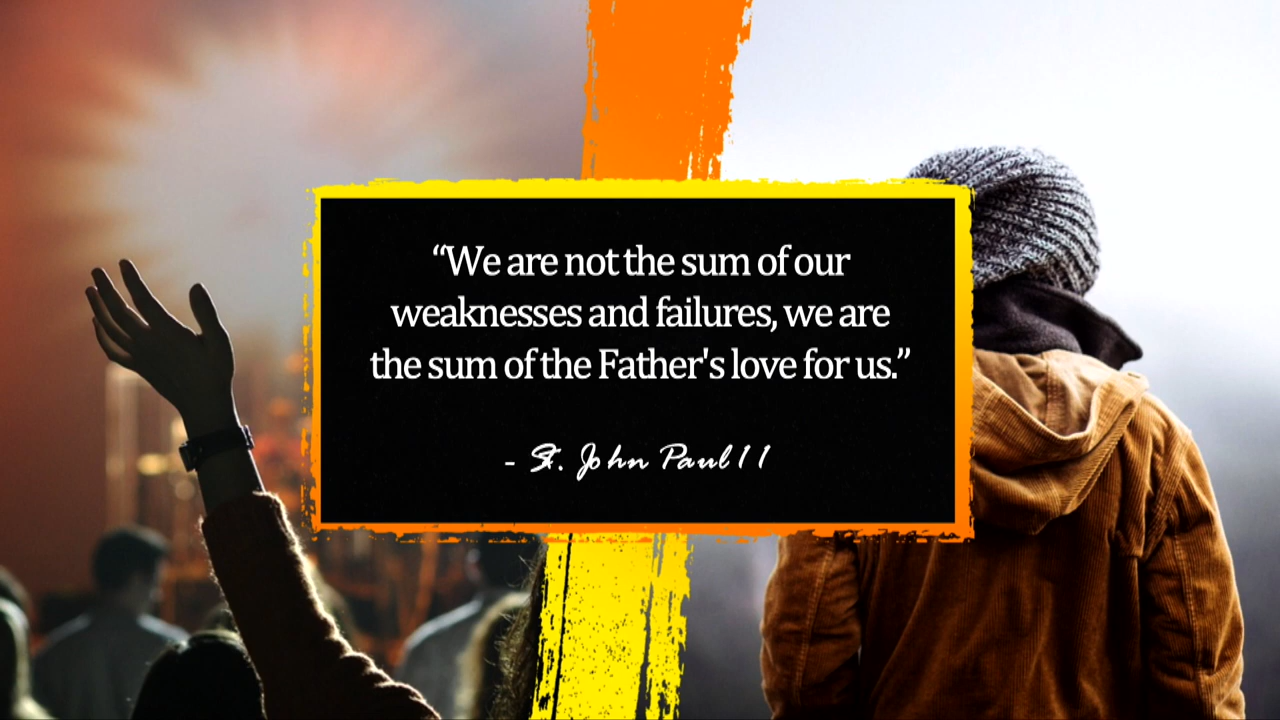 “We are not the sum of our
weaknesses and failures, we are
the sum of the Father's love for us.”
- St. John Paul II